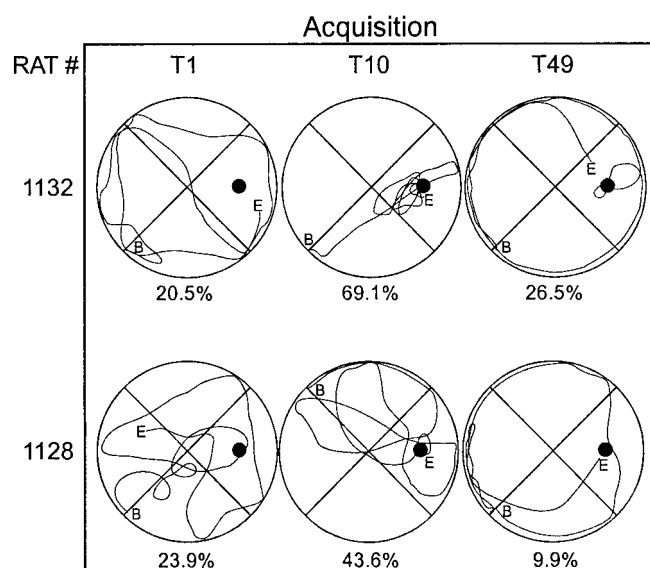 Acquisition
RAT # T1 T10 T49
1132
E E E
B B B
20.5% 69.1% 26.5%
1128
B
E E E
B B
23.9% 43.6% 9.9%